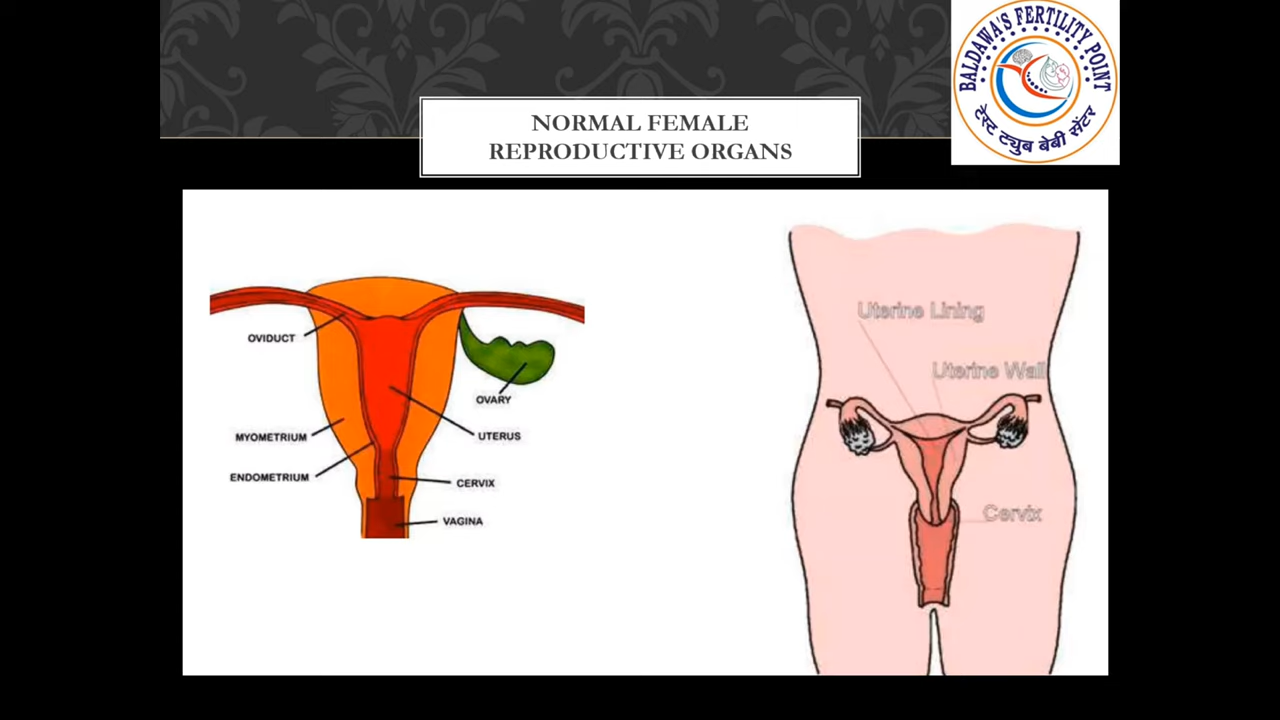 BALDAWA'S FERTILITY POINT
टेस्ट ट्युब बेबी सेंटर
NORMAL FEMALE
REPRODUCTIVE ORGANS
OVIDUCT
OVARY
MYOMETRIUM
UTERUS
ENDOMETRIUM
CERVIX
VAGINA
Uterine Lining
Uterine Wall
Cervix